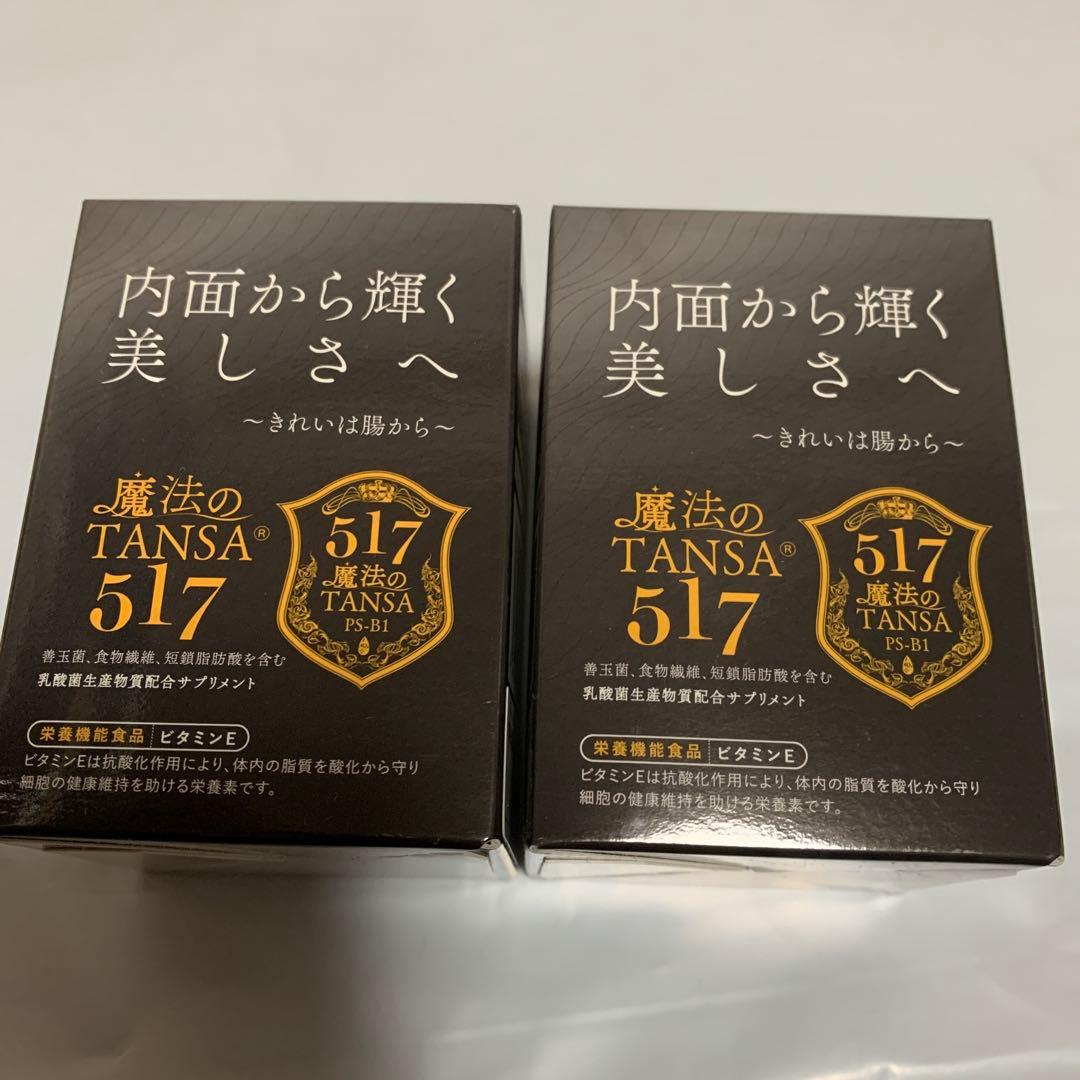 内面から輝く
美しさへ
～きれいは腸から～
魔法の
TANSA®
517
517
魔法の
TANSA
PS-B1
善玉菌、食物繊維、短鎖脂肪酸を含む
乳酸菌生産物質配合サプリメント
栄養機能食品 ビタミンE
ビタミンEは抗酸化作用により、体内の脂質を酸化から守り
細胞の健康維持を助ける栄養素です。
内面から輝く
美しさへ
～きれいは腸から～
魔法の
TANSA®
517
517
魔法の
TANSA
PS-B1
善玉菌、食物繊維、短鎖脂肪酸を含む
乳酸菌生産物質配合サプリメント
栄養機能食品 ビタミンE
ビタミンEは抗酸化作用により、体内の脂質を酸化から守り
細胞の健康維持を助ける栄養素です。